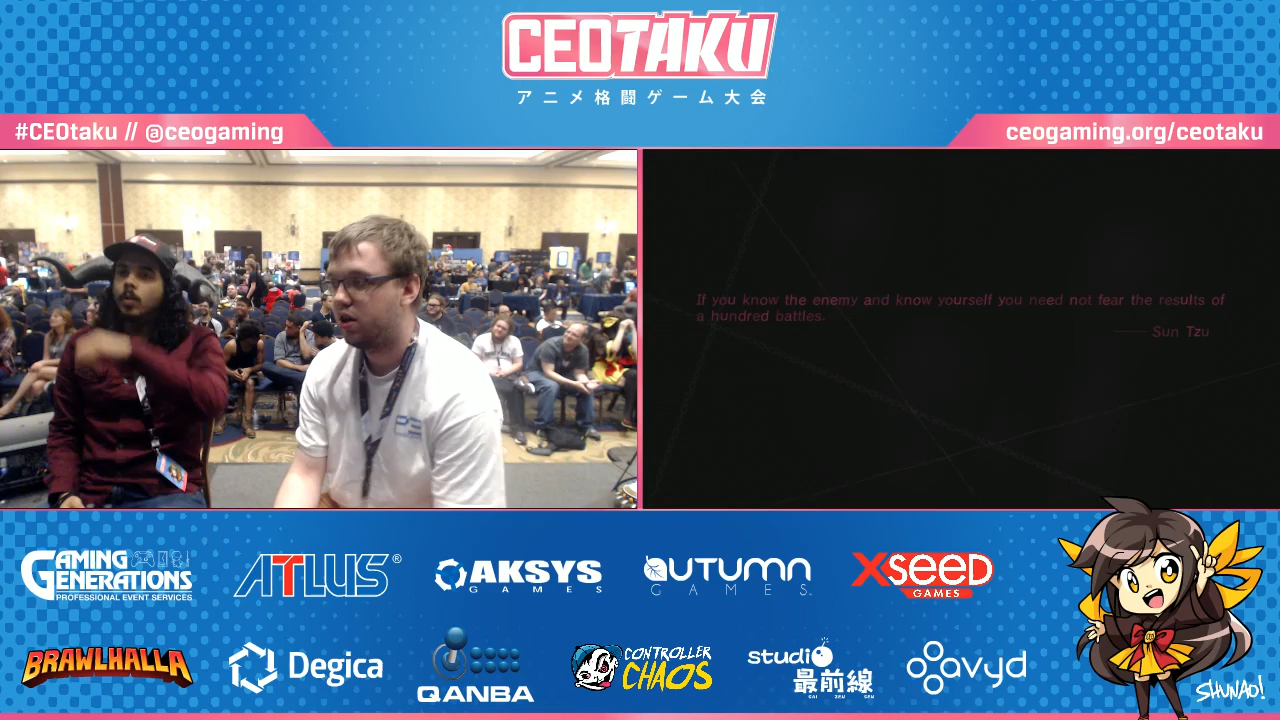 CEOTAKU
アニメ格闘ゲーム大会
#CEOtaku // @ceogaming
ceogaming.org/ceotaku
If you know the enemy and know yourself you need not fear the results of
a hundred battles.
Sun Tzu
GAMING
GENERATIONS
PROFESSIONAL EVENT SERVICES
ATLUS®
AKSYS
GAMES
AUTUMN
GAMES
XSEED
GAMES
BRAWLHALLA
Degica
QANBA
CONTROLLER
CHAOS
studio
最前線
SAI ZEN SEN
avyd
SHUNAO!